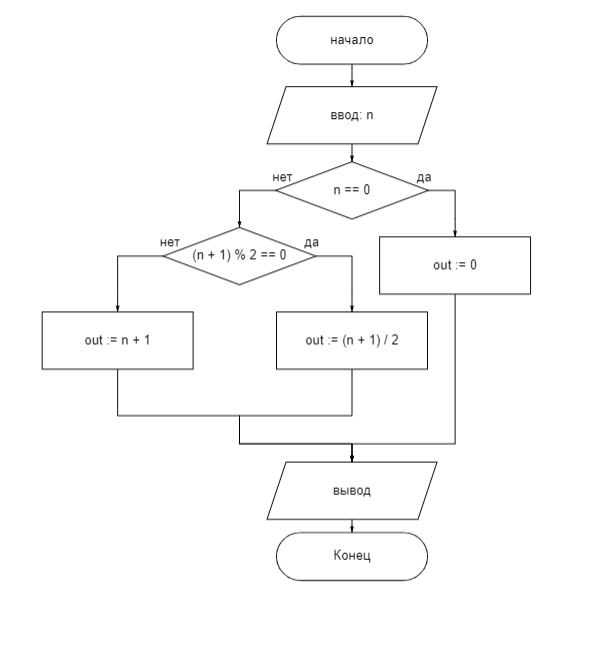 начало
ввод: n
нет
да
n == 0
нет
да
(n + 1) % 2 == 0
out := 0
out := n + 1
out := (n + 1) / 2
вывод
Конец